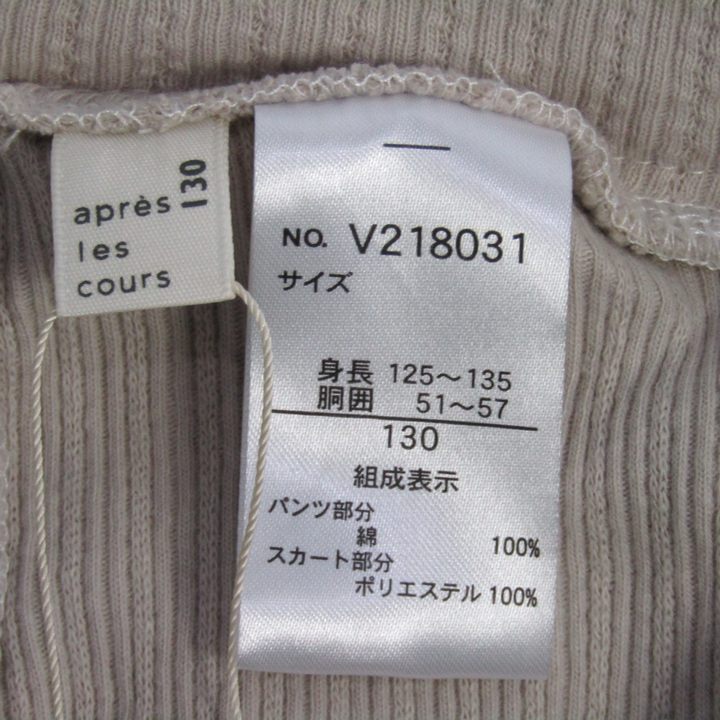 après
les
cours
130
NO. V218031
サイズ
身長 125～135
胴囲 51～57
130
組成表示
パンツ部分
綿 100%
スカート部分
ポリエステル 100%